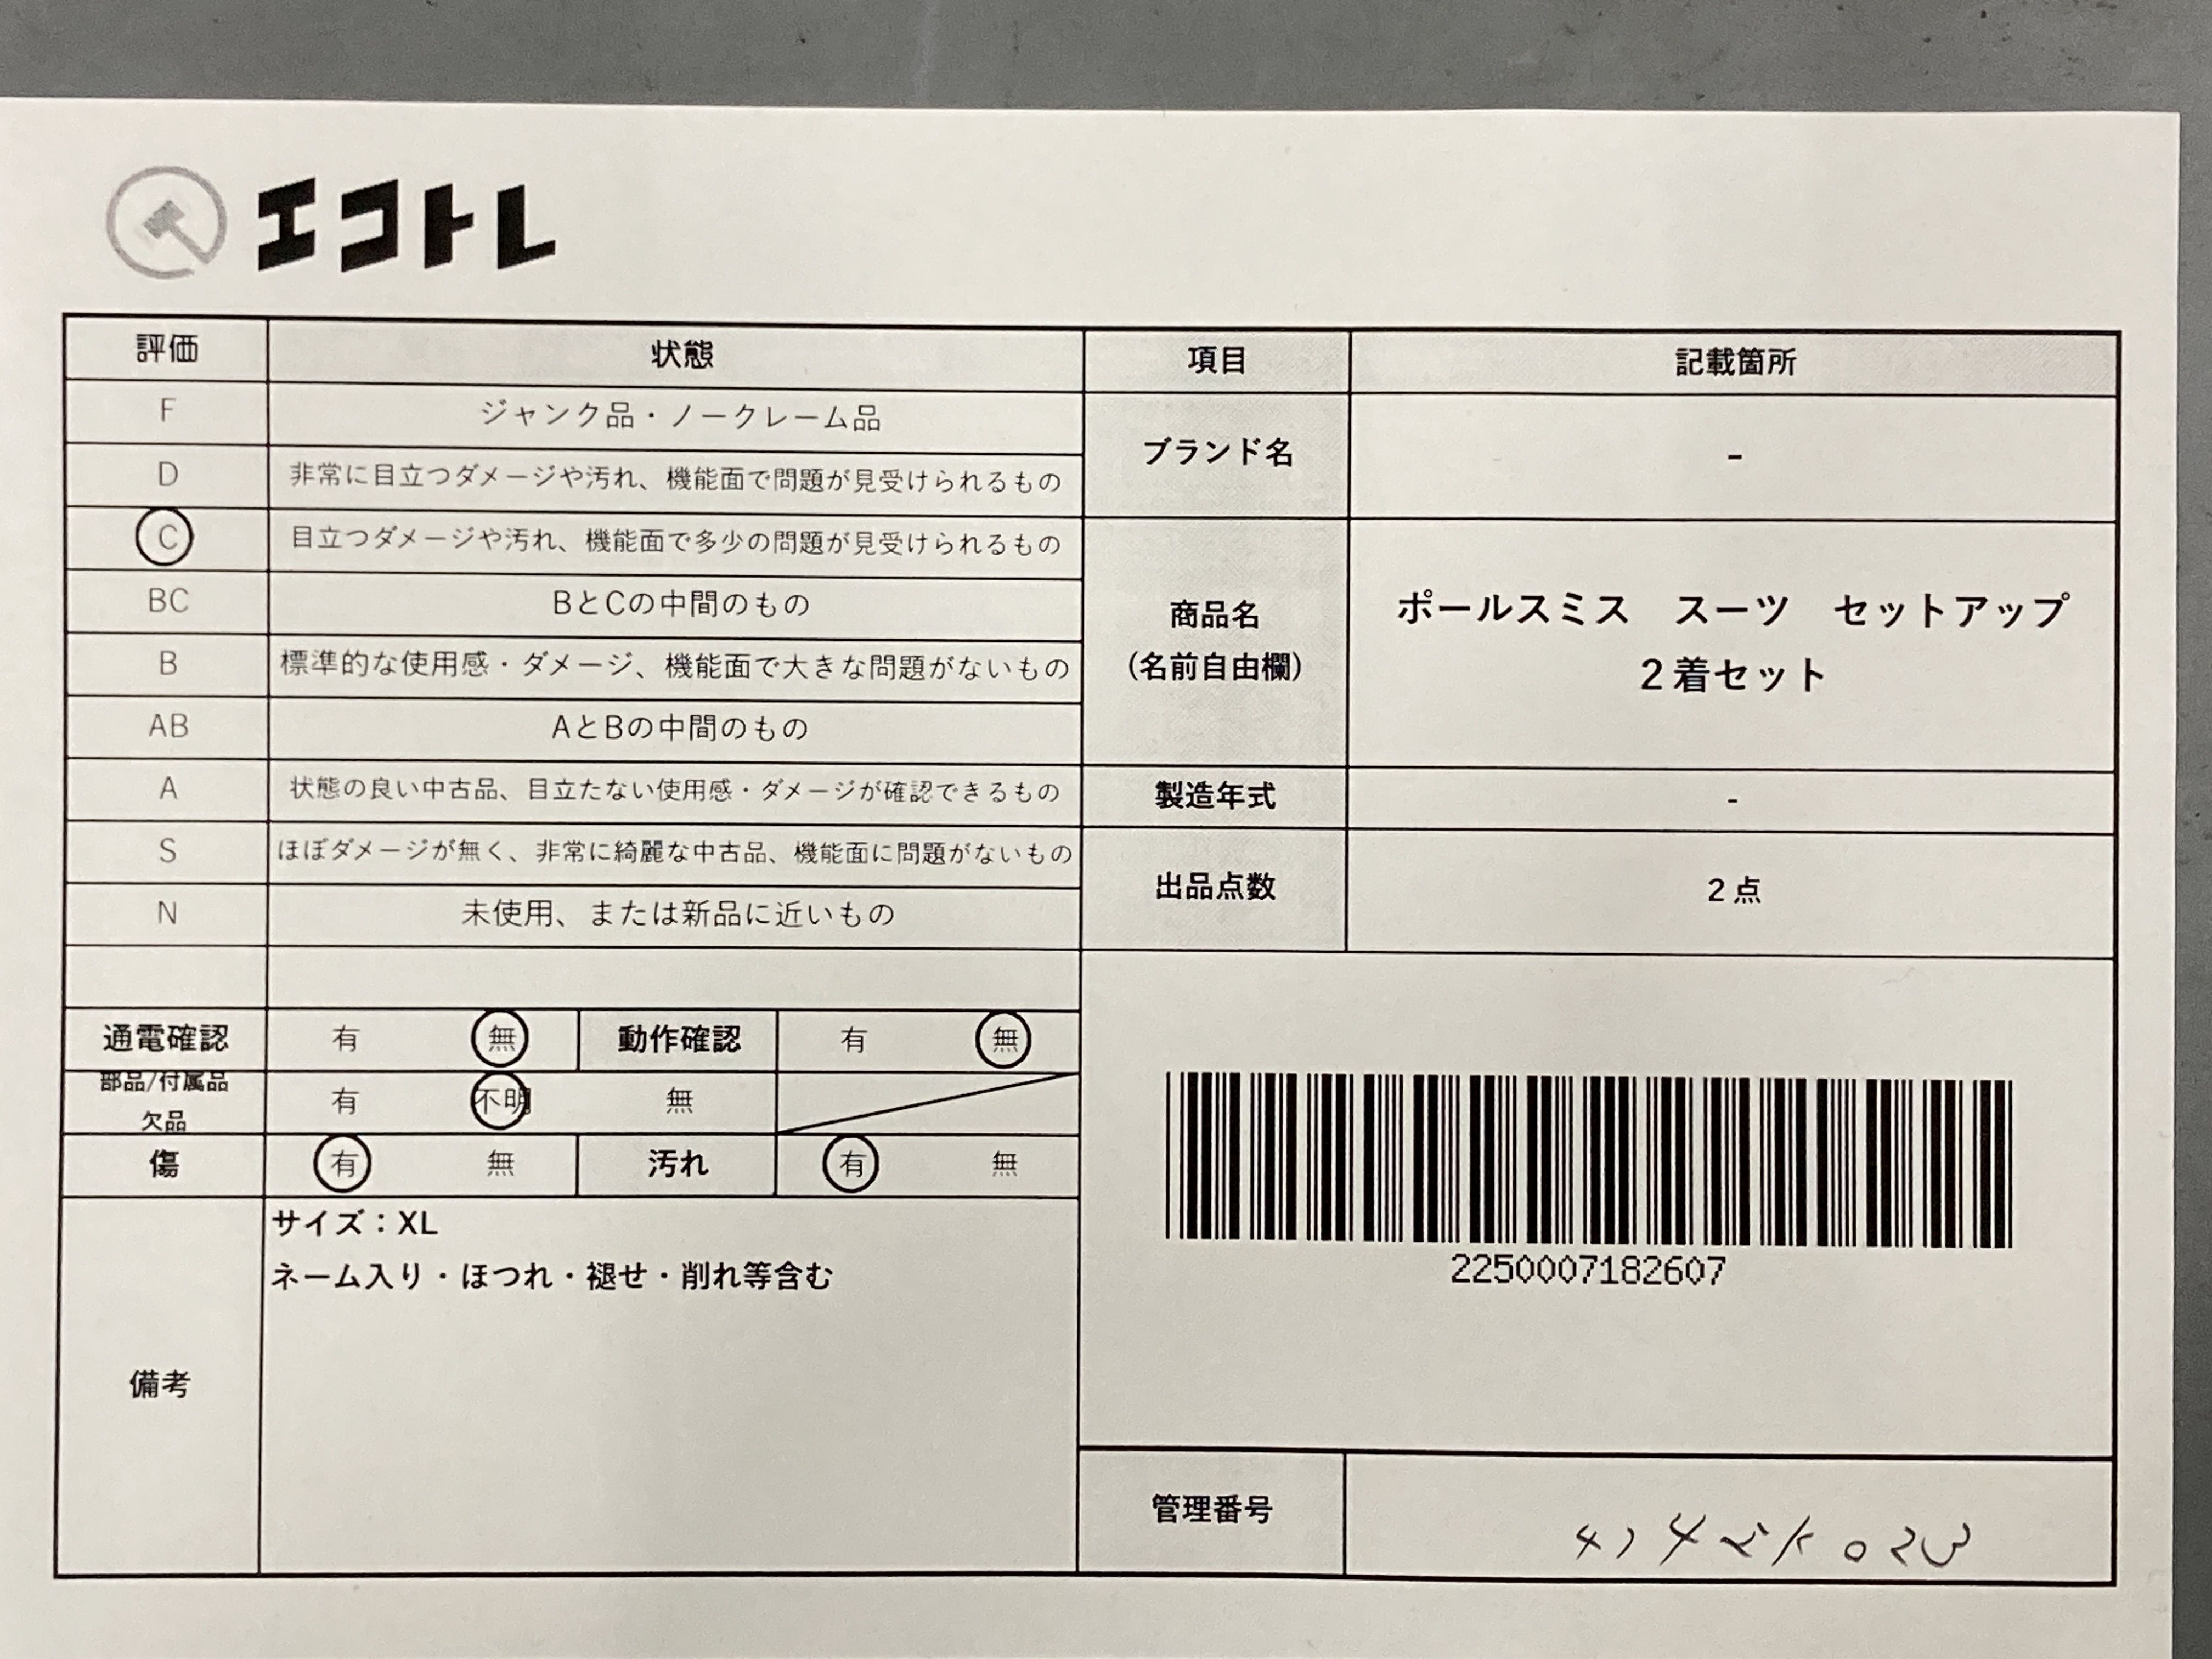 エコトレ
評価 状態 項目 記載箇所
F ジャンク品・ノークレーム品
D 非常に目立つダメージや汚れ、機能面で問題が見受けられるもの
ブランド名 -
C 目立つダメージや汚れ、機能面で多少の問題が見受けられるもの
BC BとCの中間のもの
B 標準的な使用感・ダメージ、機能面で大きな問題がないもの
AB AとBの中間のもの
商品名
(名前自由欄)
ポールスミス スーツ セットアップ
2着セット
A 状態の良い中古品、目立たない使用感・ダメージが確認できるもの
製造年式 -
S ほぼダメージが無く、非常に綺麗な中古品、機能面に問題がないもの
N 未使用、または新品に近いもの
出品点数 2点
通電確認 有 無 動作確認 有 無
部品/付属品
欠品
有 不明 無
傷 有 無 汚れ 有 無
備考
サイズ：XL
ネーム入り・ほつれ・褪せ・削れ等含む
2250007182607
管理番号